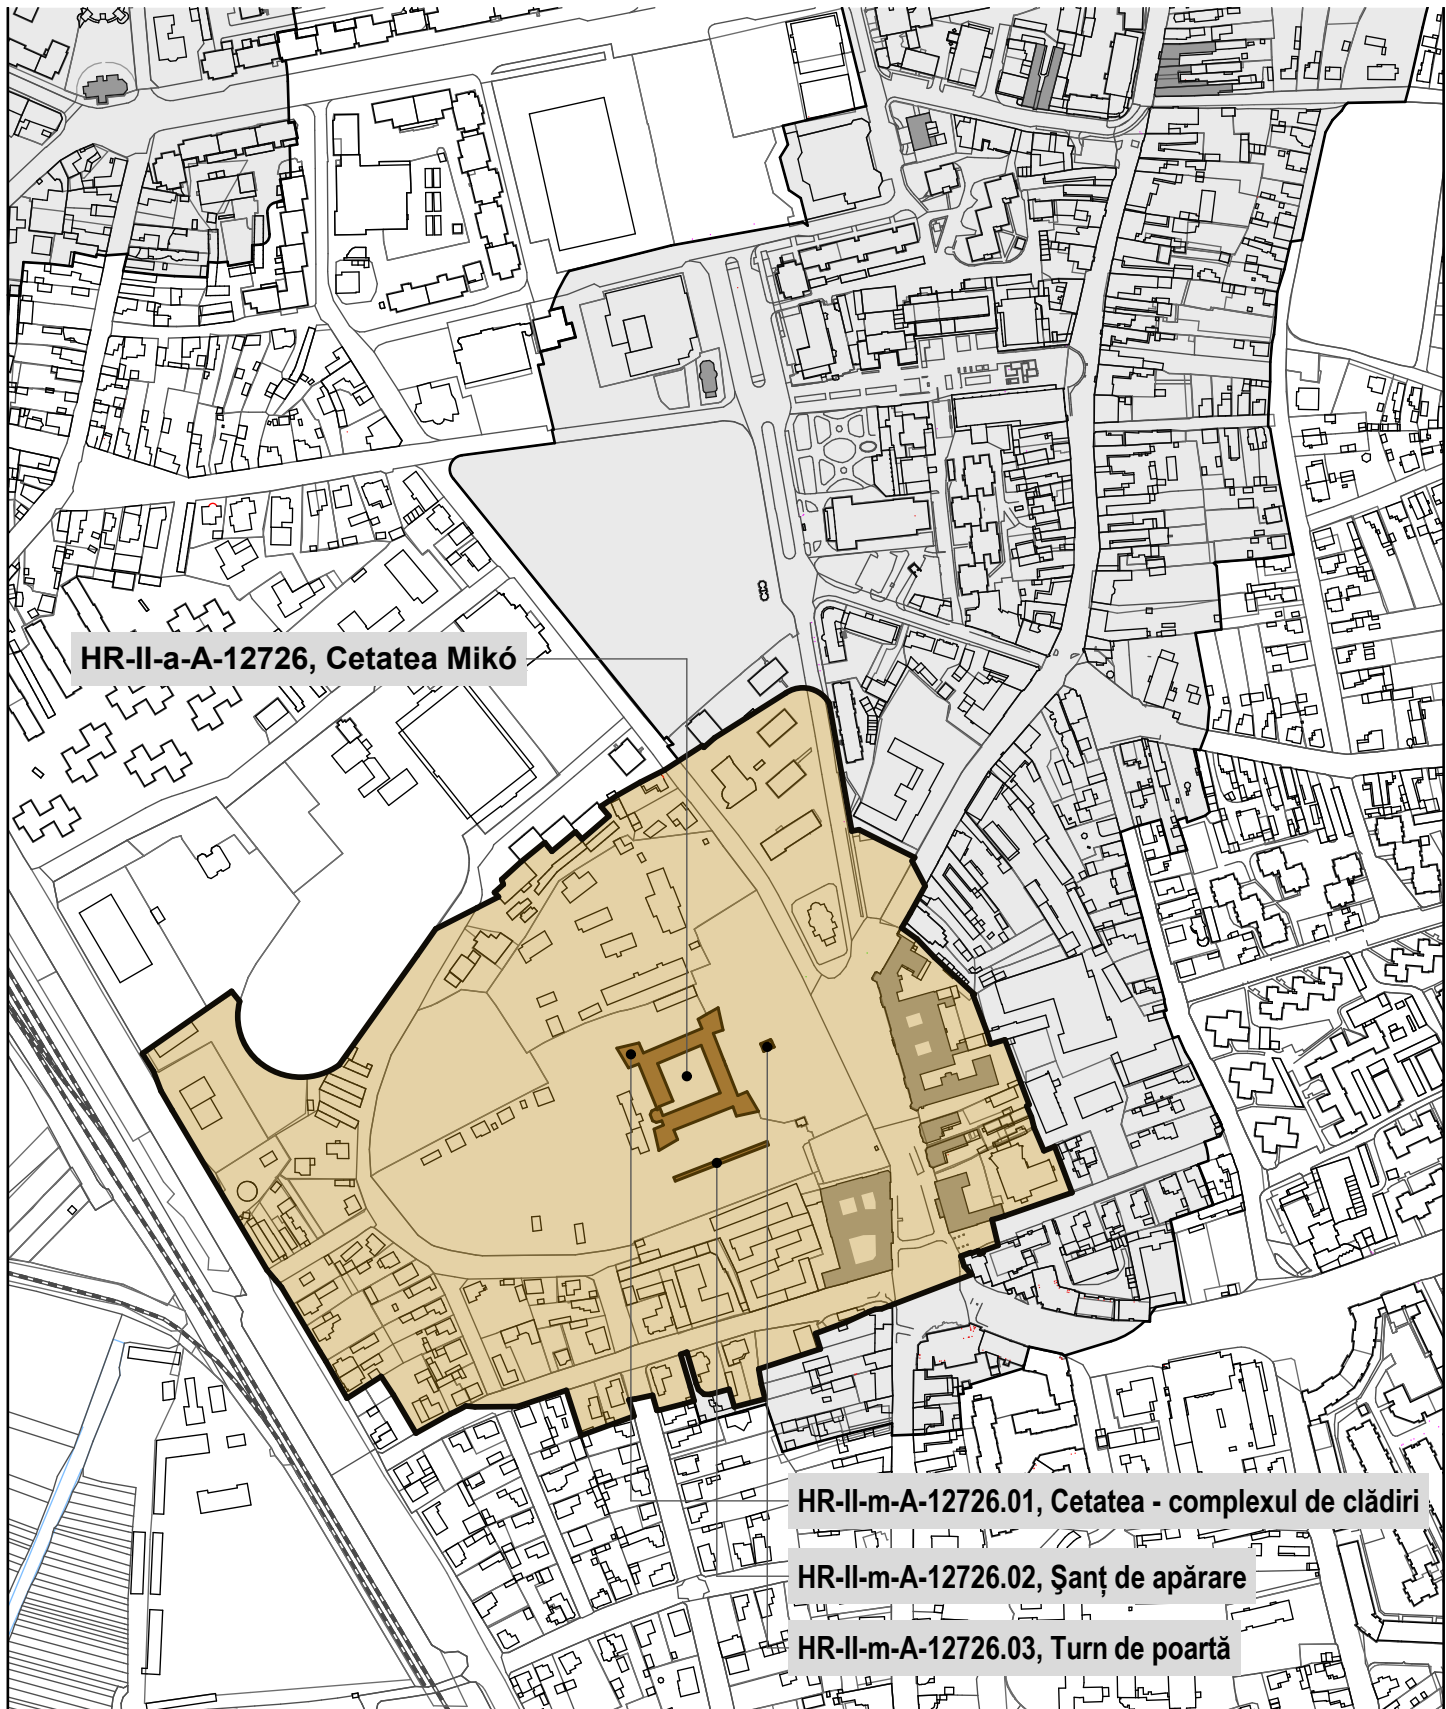 HR-II-a-A-12726, Cetatea Mikó
HR-II-m-A-12726.01, Cetatea - complexul de clădiri
HR-II-m-A-12726.02, Şanț de apărare
HR-II-m-A-12726.03, Turn de poartă